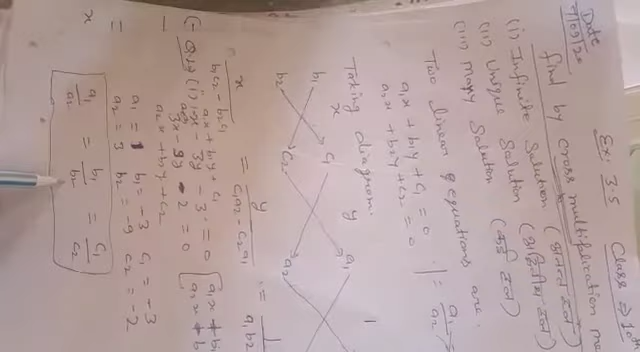 Date
Ex: 3.5 Class ⇒ 10th
find by cross multiplication
(i) Infinite Solution (अनंत हल)
(ii) Unique Solution (अद्वितीय हल)
(iii) Many Solution (कई हल)
Two linear equations are.
a₁x + b₁y + c₁ = 0
a₂x + b₂y + c₂ = 0
Taking diagram.
x y 1
b₁ c₁ a₁
b₂ c₂ a₂
x / b₁c₂ - b₂c₁ = y / c₁a₂ - c₂a₁ = 1 / a₁b₂
(i) x - 3y - 3 = 0
3x - 9y - 2 = 0
a₁x + b₁y + c₁
a₂x + b₂y + c₂
a₁ = 1 b₁ = -3 c₁ = -3
a₂ = 3 b₂ = -9 c₂ = -2
a₁/a₂ = b₁/b₂ = c₁/c₂
x =